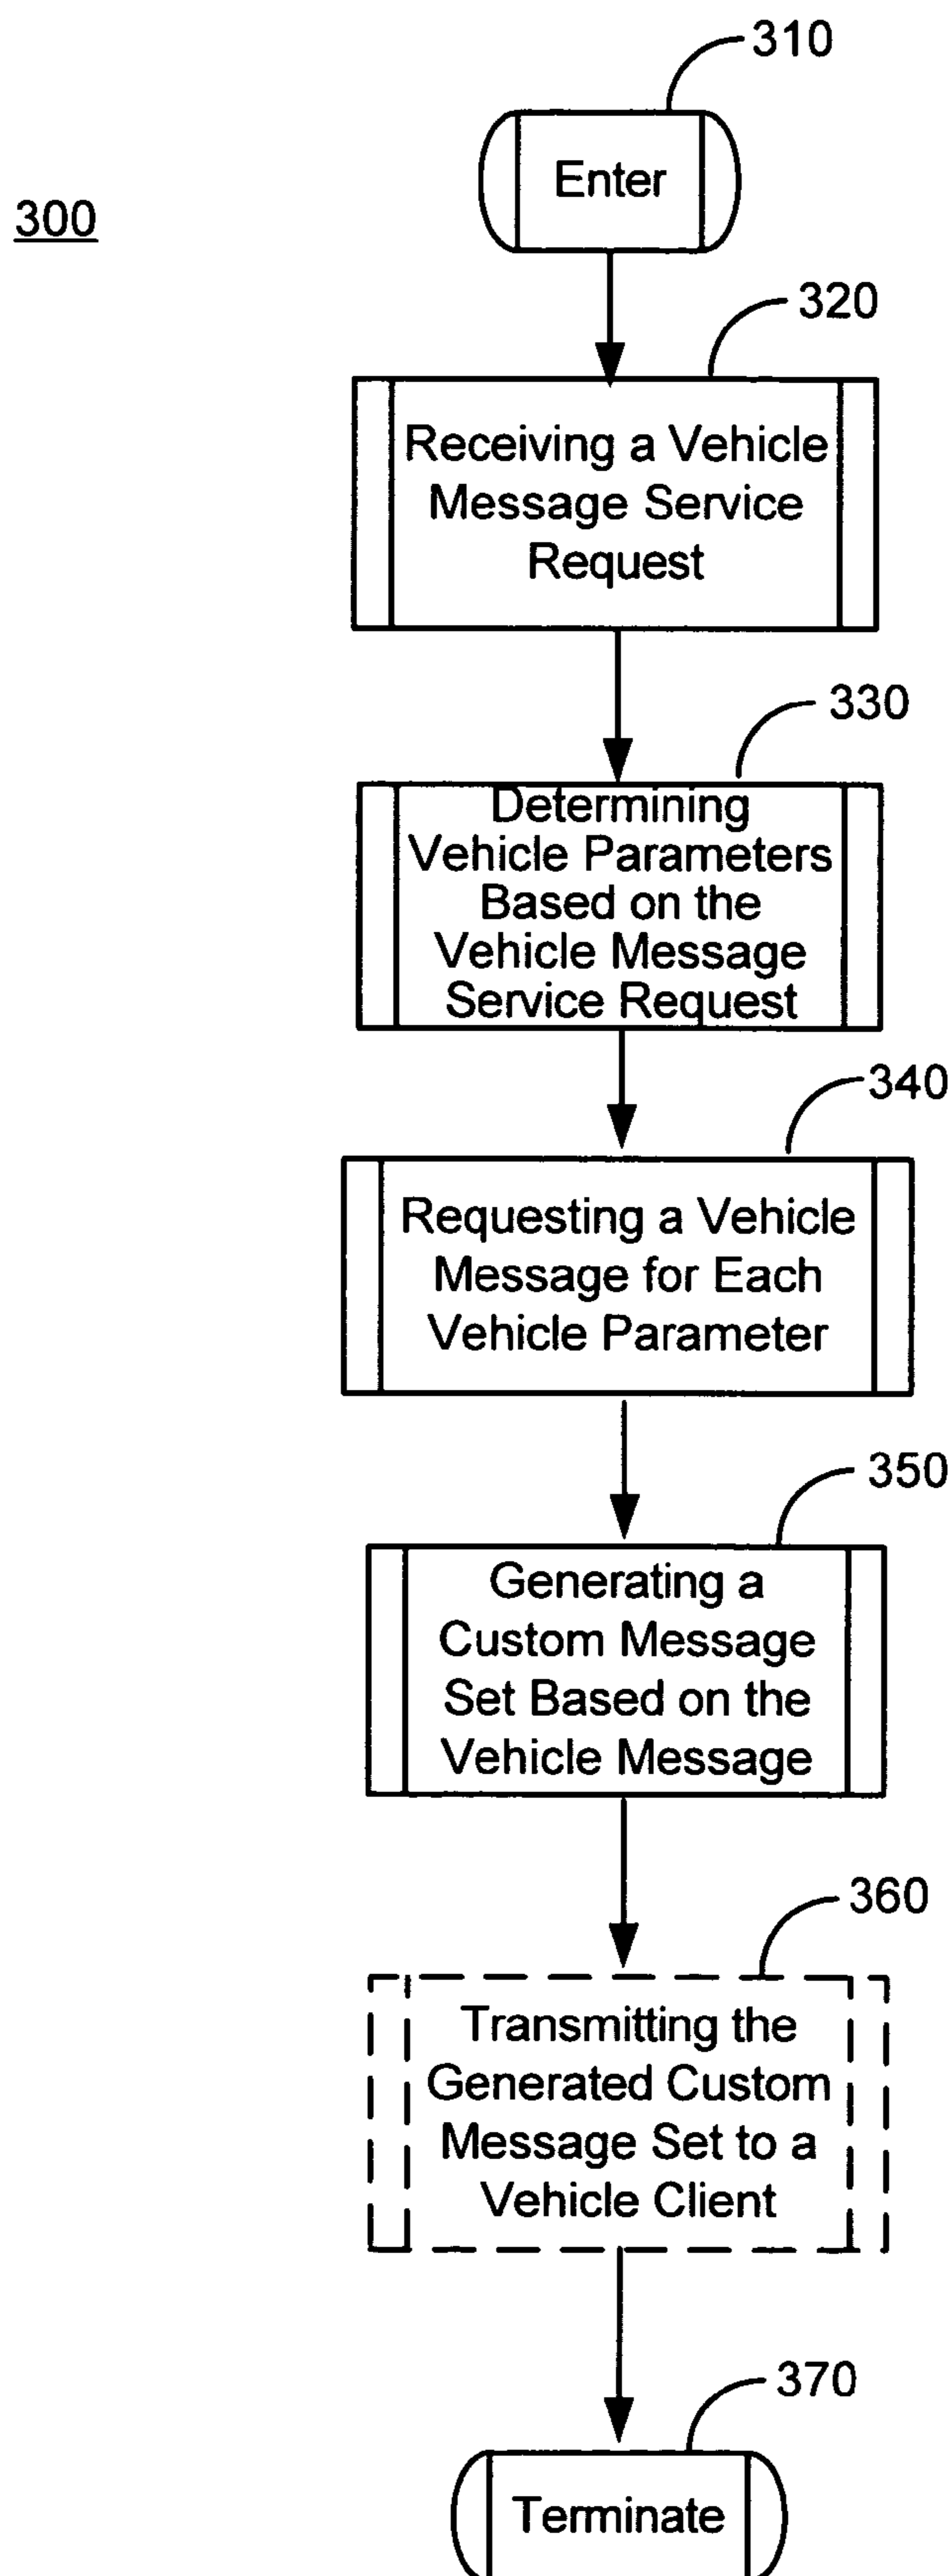 310
Enter
300
320
Receiving a Vehicle
Message Service
Request
330
Determining
Vehicle Parameters
Based on the
Vehicle Message
Service Request
340
Requesting a Vehicle
Message for Each
Vehicle Parameter
350
Generating a
Custom Message
Set Based on the
Vehicle Message
360
Transmitting the
Generated Custom
Message Set to a
Vehicle Client
370
Terminate